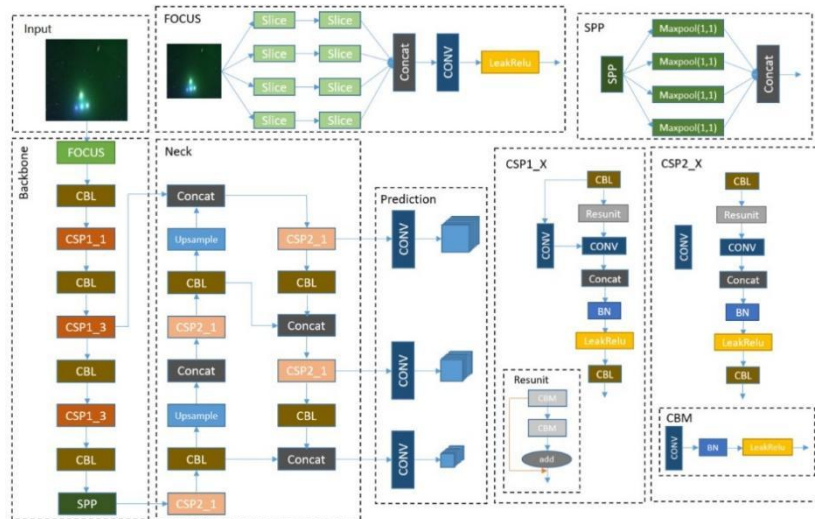 Input
FOCUS
Slice
Slice
Slice
Slice
Slice
Slice
Slice
Slice
Concat
CONV
LeakRelu
SPP
SPP
Maxpool(1,1)
Maxpool(1,1)
Maxpool(1,1)
Maxpool(1,1)
Concat
Backbone
FOCUS
CBL
CSP1_1
CBL
CSP1_3
CBL
CSP1_3
CBL
SPP
Neck
Concat
Upsample
CBL
CSP2_1
Concat
Upsample
CBL
CSP2_1
CSP2_1
CBL
Concat
CSP2_1
CBL
Concat
Prediction
CONV
CONV
CONV
CSP1_X
CBL
Resunit
CONV
CONV
Concat
BN
LeakRelu
CBL
Resunit
CBM
CBM
add
CSP2_X
CBL
Resunit
CONV
CONV
Concat
BN
LeakRelu
CBL
CBM
CONV
BN
LeakRelu